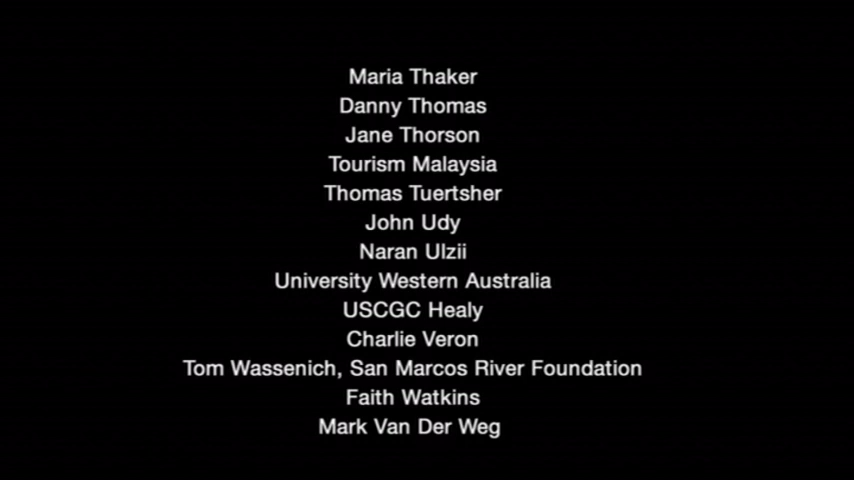 Maria Thaker
Danny Thomas
Jane Thorson
Tourism Malaysia
Thomas Tuertsher
John Udy
Naran Ulzii
University Western Australia
USCGC Healy
Charlie Veron
Tom Wassenich, San Marcos River Foundation
Faith Watkins
Mark Van Der Weg